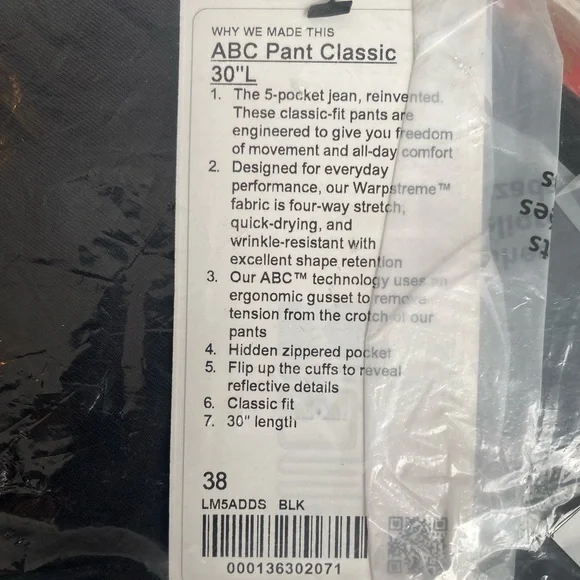 WHY WE MADE THIS
ABC Pant Classic
30"L
1. The 5-pocket jean, reinvented.
These classic-fit pants are
engineered to give you freedom
of movement and all-day comfort
2. Designed for everyday
performance, our Warpstreme™
fabric is four-way stretch,
quick-drying, and
wrinkle-resistant with
excellent shape retention
3. Our ABC™ technology uses an
ergonomic gusset to remove
tension from the crotch of our
pants
4. Hidden zippered pocket
5. Flip up the cuffs to reveal
reflective details
6. Classic fit
7. 30" length
38
LM5ADDS BLK
000136302071